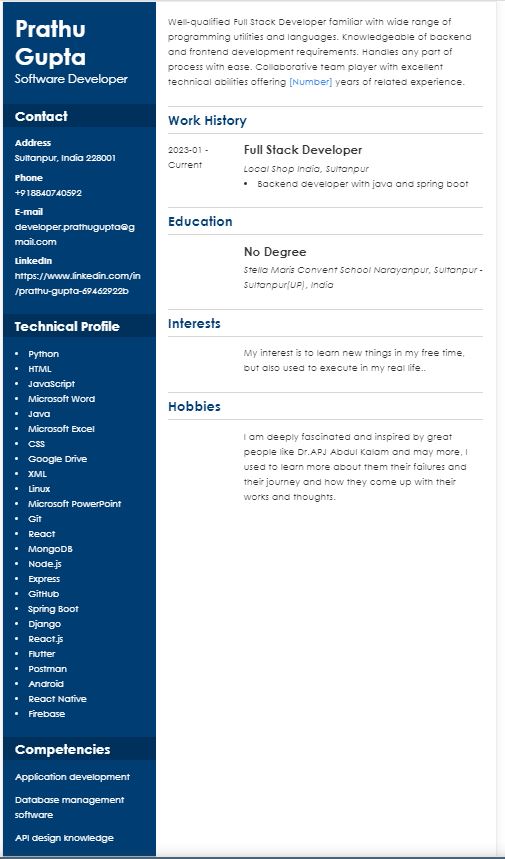 Prathu
Gupta
Software Developer
Contact
Address
Sultanpur, India 228001
Phone
+918840740592
E-mail
developer.prathugupta@g
mail.com
LinkedIn
https://www.linkedin.com/in
/prathu-gupta-69462922b
Technical Profile
• Python
• HTML
• JavaScript
• Microsoft Word
• Java
• Microsoft Excel
• CSS
• Google Drive
• XML
• Linux
• Microsoft PowerPoint
• Git
• React
• MongoDB
• Node.js
• Express
• GitHub
• Spring Boot
• Django
• React.js
• Flutter
• Postman
• Android
• React Native
• Firebase
Competencies
Application development
Database management
software
API design knowledge
Well-qualified Full Stack Developer familiar with wide range of
programming utilities and languages. Knowledgeable of backend
and frontend development requirements. Handles any part of
process with ease. Collaborative team player with excellent
technical abilities offering [Number] years of related experience.
Work History
2023-01 -
Current
Full Stack Developer
Local Shop India, Sultanpur
• Backend developer with java and spring boot
Education
No Degree
Stella Maris Convent School Narayanpur, Sultanpur -
Sultanpur(UP), India
Interests
My interest is to learn new things in my free time,
but also used to execute in my real life..
Hobbies
I am deeply fascinated and inspired by great
people like Dr.APJ Abdul Kalam and may more, I
used to learn more about them their failures and
their journey and how they come up with their
works and thoughts.